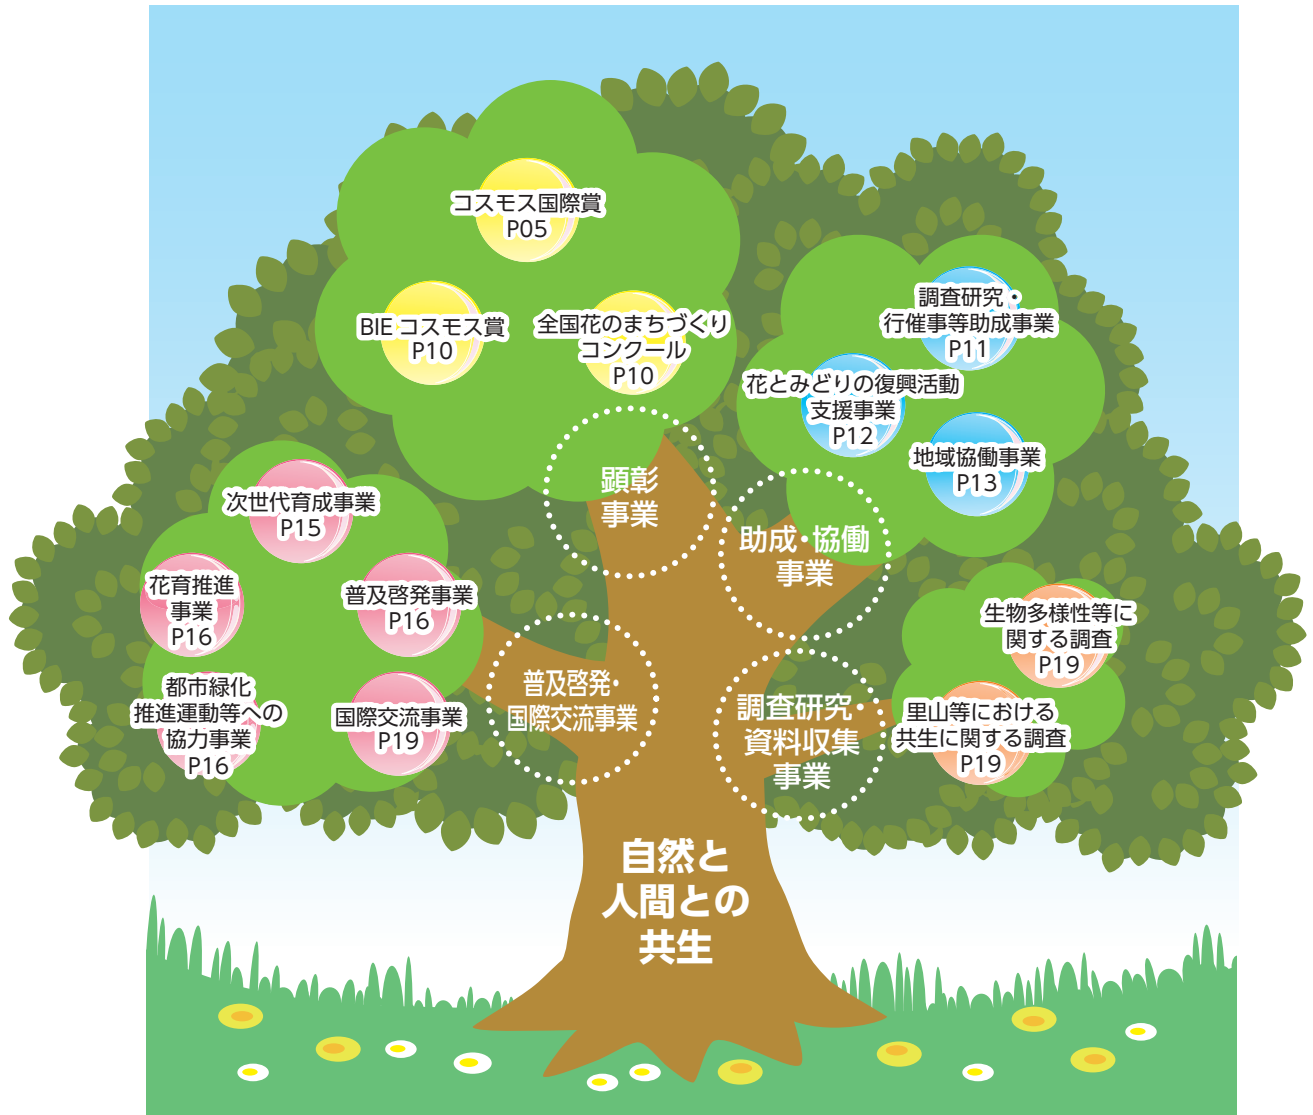 コスモス国際賞
P05
BIE コスモス賞
P10
全国花のまちづくり
コンクール
P10
顕彰
事業
調査研究・
行催事等助成事業
P11
花とみどりの復興活動
支援事業
P12
地域協働事業
P13
助成・協働
事業
次世代育成事業
P15
花育推進
事業
P16
普及啓発事業
P16
都市緑化
推進運動等への
協力事業
P16
国際交流事業
P19
普及啓発・
国際交流事業
生物多様性等に
関する調査
P19
里山等における
共生に関する調査
P19
調査研究・
資料収集
事業
自然と
人間との
共生